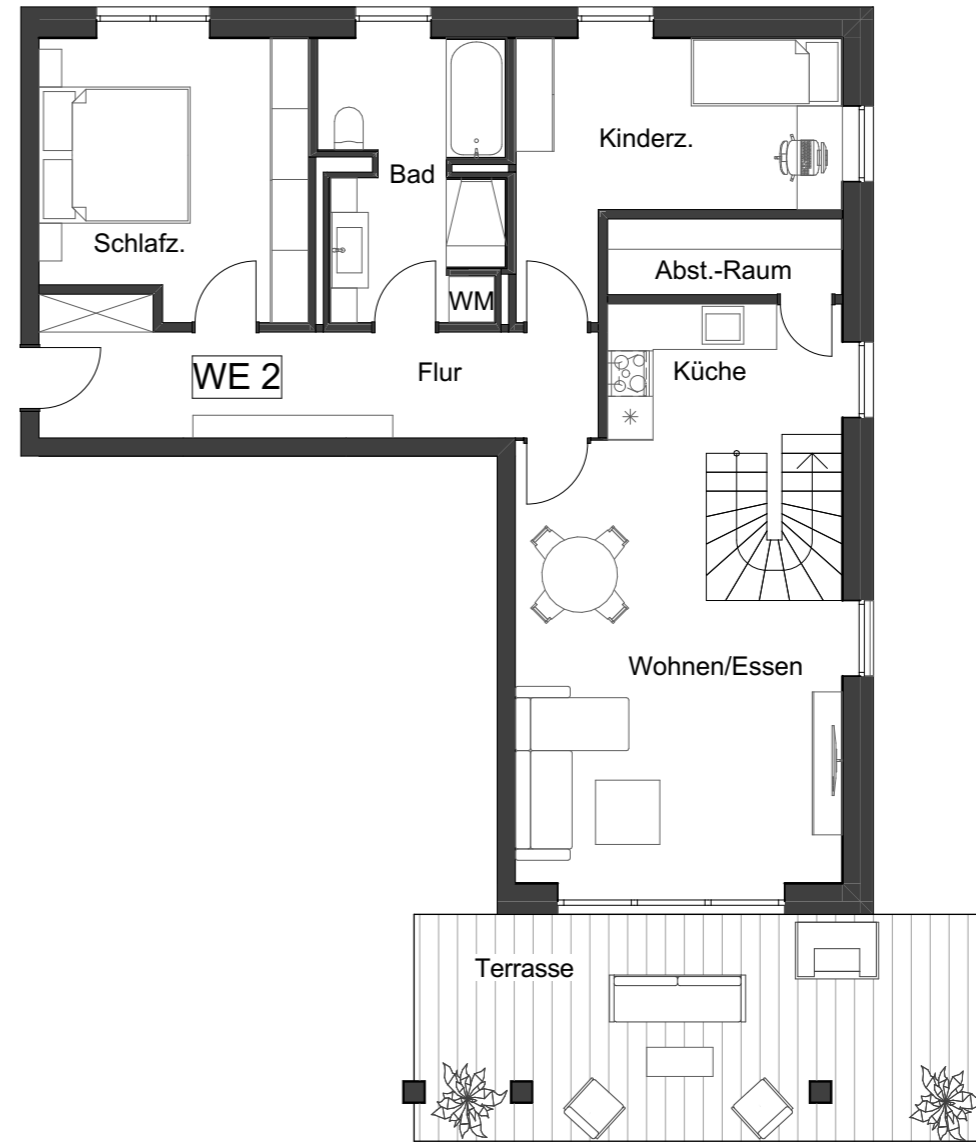 Kinderz.
Bad
Schlafz.
Abst.-Raum
WM
WE 2
Flur
Küche
Wohnen/Essen
Terrasse